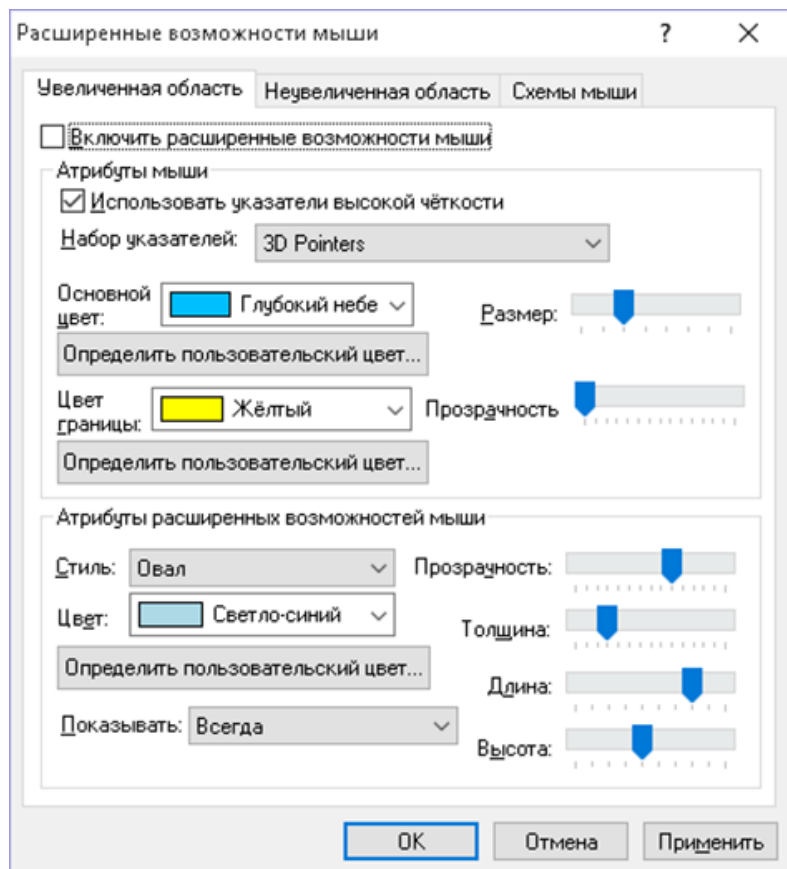 Расширенные возможности мыши
Увеличенная область Неувеличенная область Схемы мыши
Включить расширенные возможности мыши
Атрибуты мыши
Использовать указатели высокой чёткости
Набор указателей: 3D Pointers
Основной цвет: Глубокий небе Размер:
Определить пользовательский цвет...
Цвет границы: Жёлтый Прозрачность
Определить пользовательский цвет...
Атрибуты расширенных возможностей мыши
Стиль: Овал Прозрачность:
Цвет: Светло-синий Толщина:
Определить пользовательский цвет... Длина:
Показывать: Всегда Высота:
OK Отмена Применить